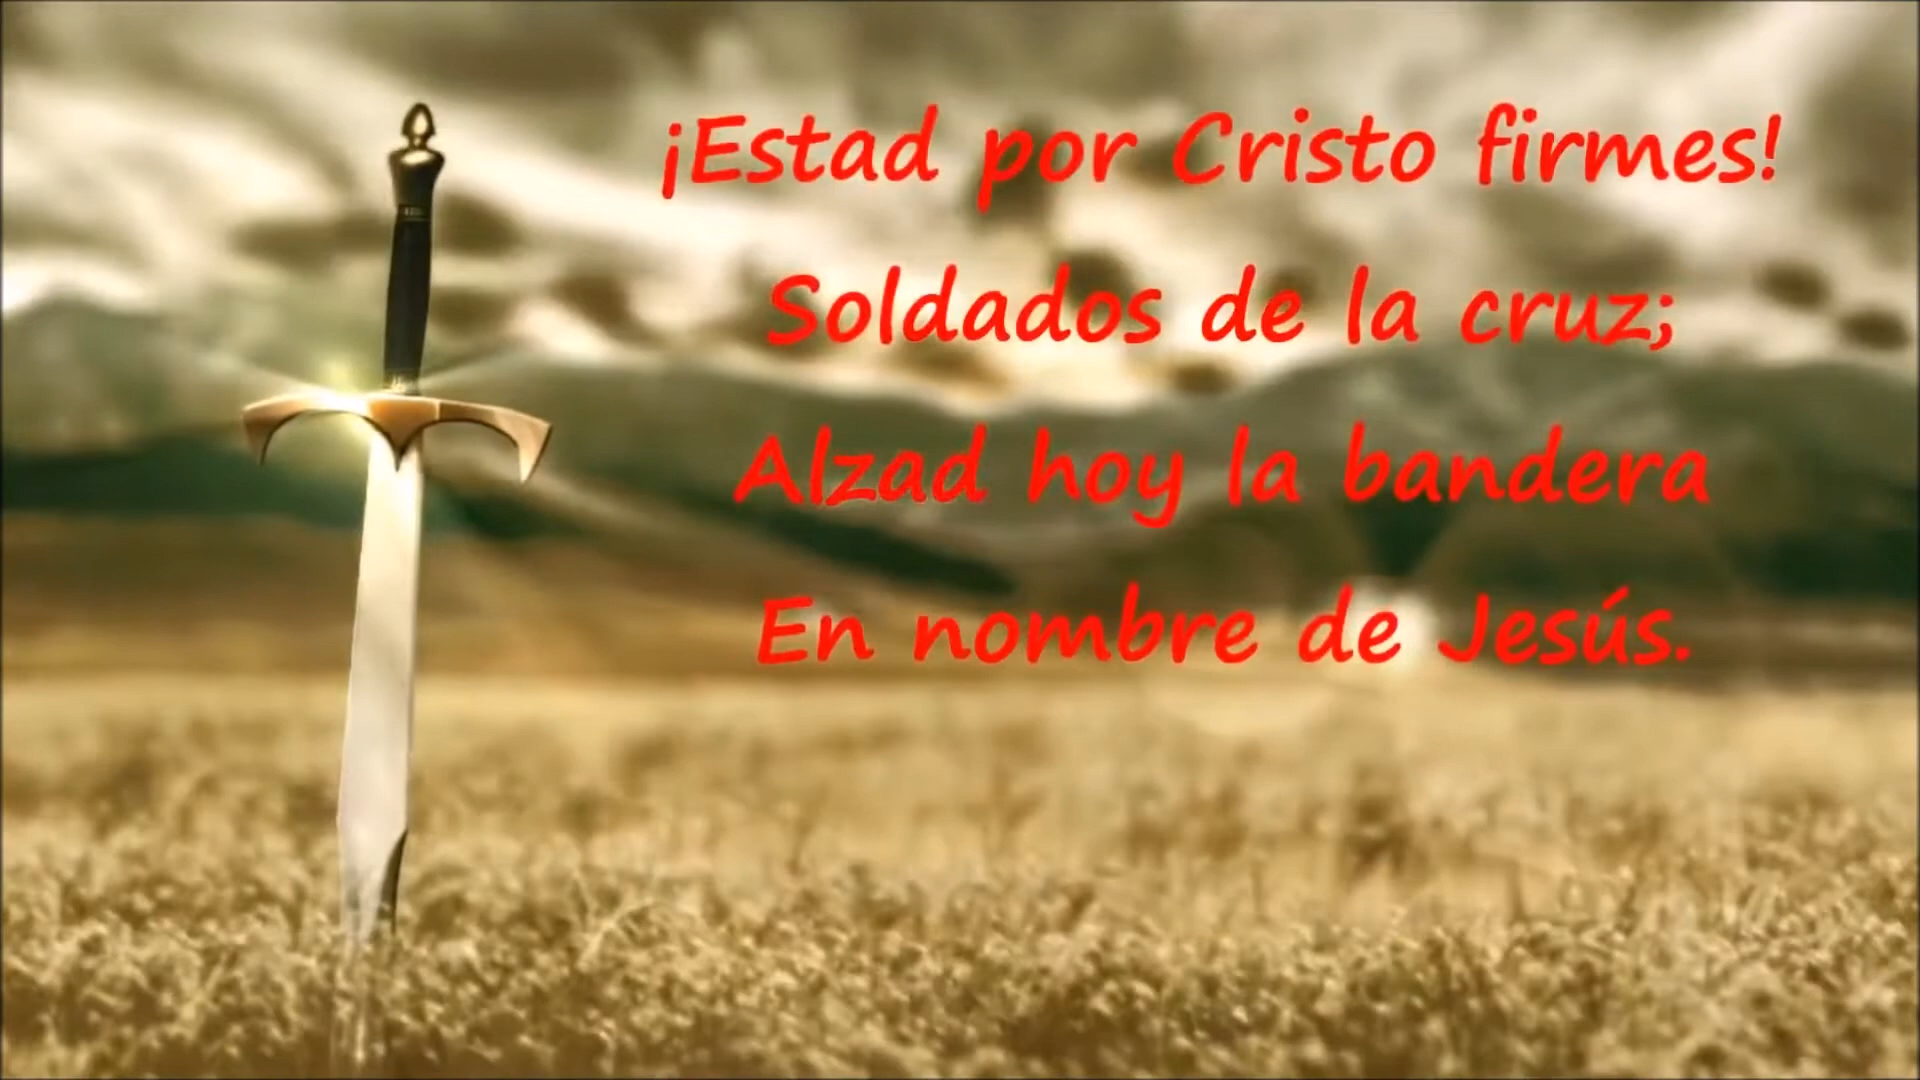 ¡Estad por Cristo firmes!
Soldados de la cruz;
Alzad hoy la bandera
En nombre de Jesús.